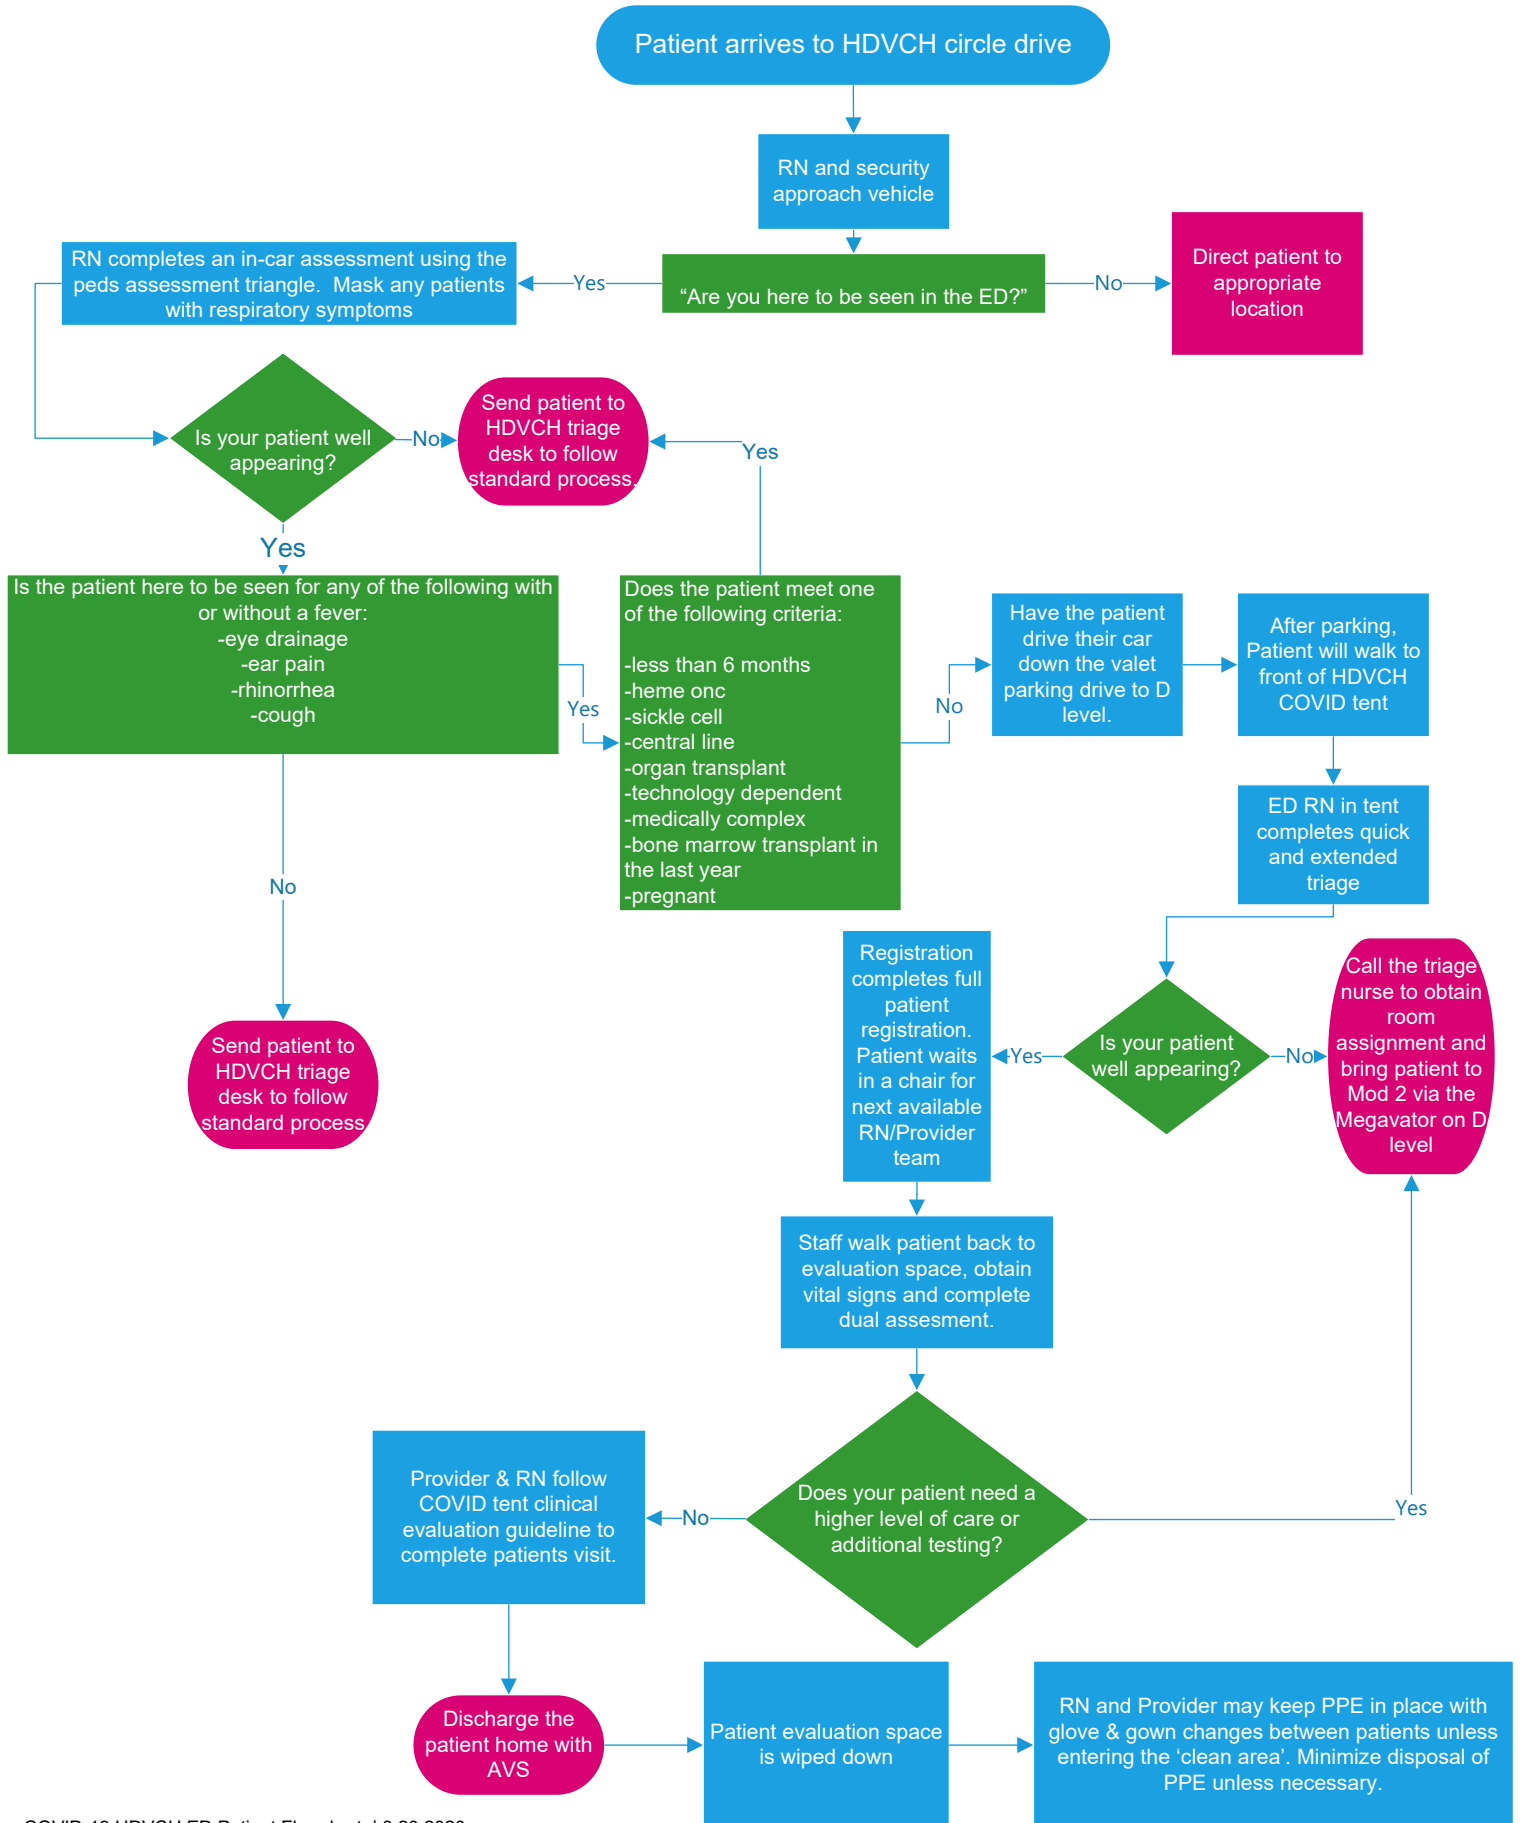 Patient arrives to HDVCH circle drive
RN and security
approach vehicle
“Are you here to be seen in the ED?”
No
Direct patient to
appropriate
location
Yes
RN completes an in-car assessment using the
peds assessment triangle.  Mask any patients
with respiratory symptoms
Is your patient well
appearing?
No
Send patient to
HDVCH triage
desk to follow
standard process.
Yes
Yes
Is the patient here to be seen for any of the following with
or without a fever:
-eye drainage
-ear pain
-rhinorrhea
-cough
Yes
No
Send patient to
HDVCH triage
desk to follow
standard process
Does the patient meet one
of the following criteria:
-less than 6 months
-heme onc
-sickle cell
-central line
-organ transplant
-technology dependent
-medically complex
-bone marrow transplant in
the last year
-pregnant
No
Have the patient
drive their car
down the valet
parking drive to D
level.
After parking,
Patient will walk to
front of HDVCH
COVID tent
ED RN in tent
completes quick
and extended
triage
Is your patient
well appearing?
No
Call the triage
nurse to obtain
room
assignment and
bring patient to
Mod 2 via the
Megavator on D
level
Yes
Registration
completes full
patient
registration.
Patient waits
in a chair for
next available
RN/Provider
team
Staff walk patient back to
evaluation space, obtain
vital signs and complete
dual assesment.
Does your patient need a
higher level of care or
additional testing?
Yes
No
Provider & RN follow
COVID tent clinical
evaluation guideline to
complete patients visit.
Discharge the
patient home with
AVS
Patient evaluation space
is wiped down
RN and Provider may keep PPE in place with
glove & gown changes between patients unless
entering the ‘clean area’. Minimize disposal of
PPE unless necessary.